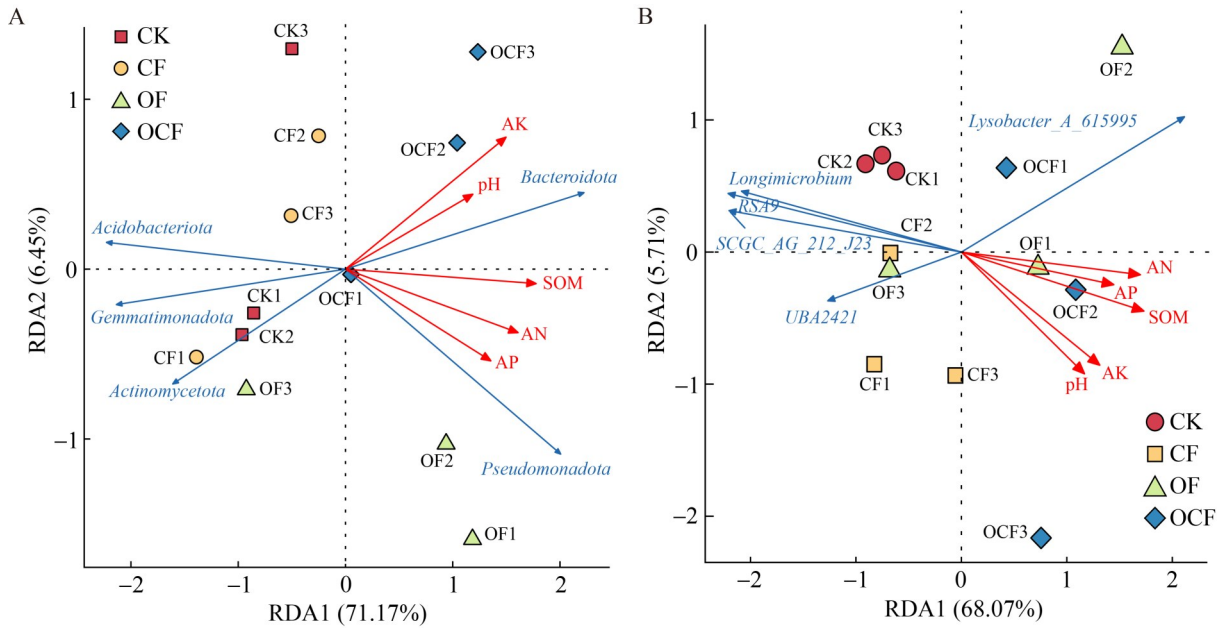 A
CK
CF
OF
OCF
CK3
OCF3
CF2
OCF2
AK
pH
Bacteroidota
CF3
Acidobacteriota
OCF1
SOM
CK1
Gemmatimonadota
CK2
AN
CF1
AP
Actinomycetota
OF3
OF2
Pseudomonadota
OF1
1
0
−1
−2
−1
0
1
2
RDA1 (71.17%)
RDA2 (6.45%)
B
OF2
Lysobacter_A_615995
CK3
CK2
CK1
OCF1
Longimicrobium
RSA9
CF2
SCGC_AG_212_J23
OF1
AN
OF3
AP
UBA2421
OCF2
SOM
CF1
CF3
AK
pH
CK
CF
OF
OCF
OCF3
1
0
−1
−2
−2
−1
0
1
2
RDA1 (68.07%)
RDA2 (5.71%)